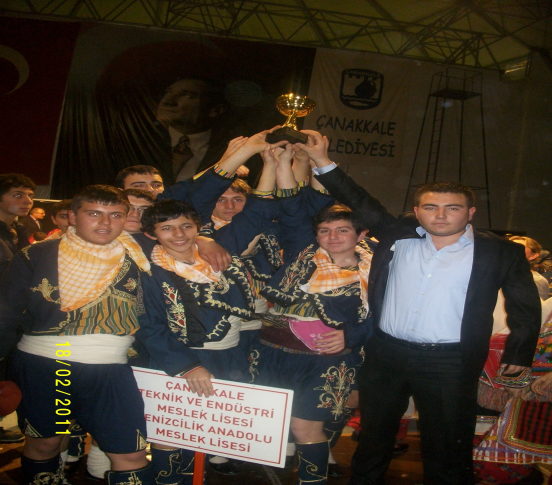 ÇANAKKALE
BELEDİYESİ
ÇANAKKALE
TEKNİK VE ENDÜSTRİ
MESLEK LİSESİ
DENİZCİLİK ANADOLU
MESLEK LİSESİ
18/02/2011